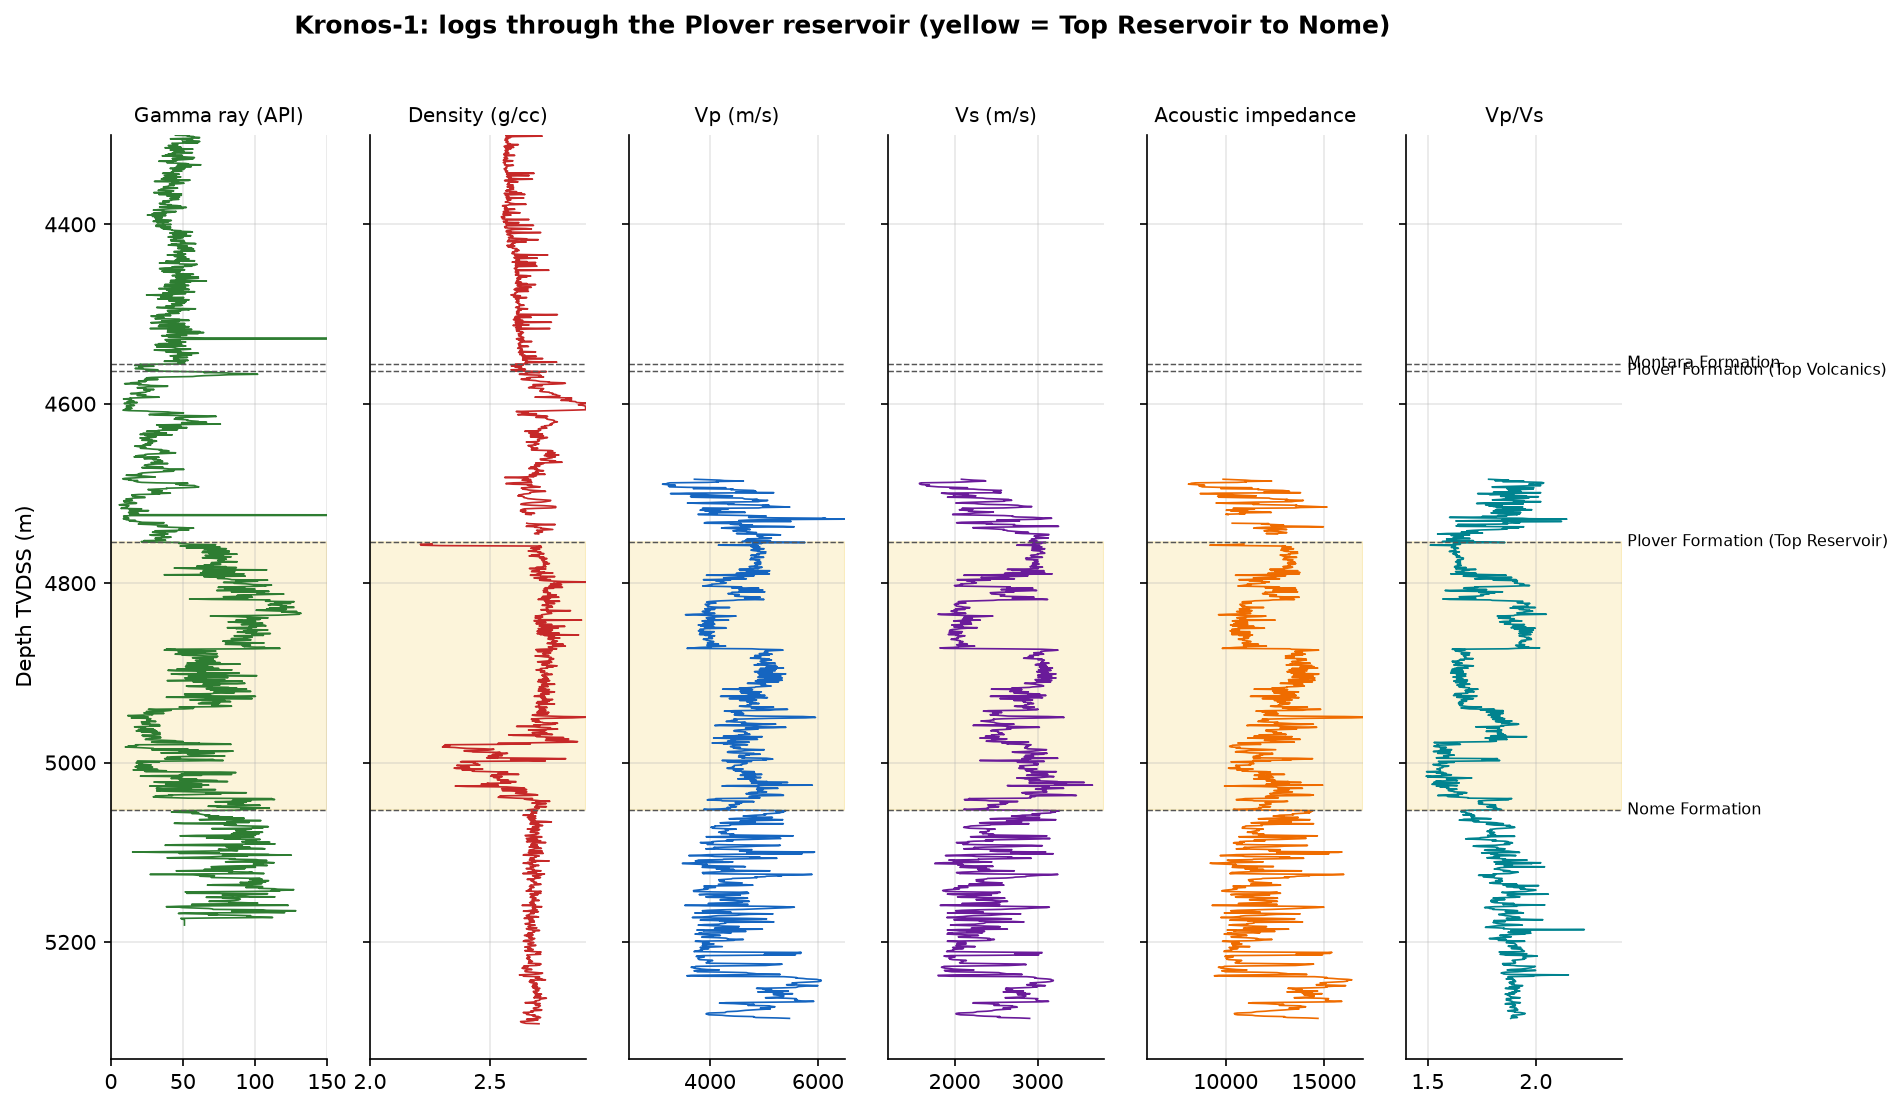 Kronos-1: logs through the Plover reservoir (yellow = Top Reservoir to Nome)
Gamma ray (API)
Density (g/cc)
Vp (m/s)
Vs (m/s)
Acoustic impedance
Vp/Vs
Depth TVDSS (m)
4400
4600
4800
5000
5200
Montara Formation
Plover Formation (Top Volcanics)
Plover Formation (Top Reservoir)
Nome Formation
0 50 100 150
2.0 2.5
4000 6000
2000 3000
10000 15000
1.5 2.0